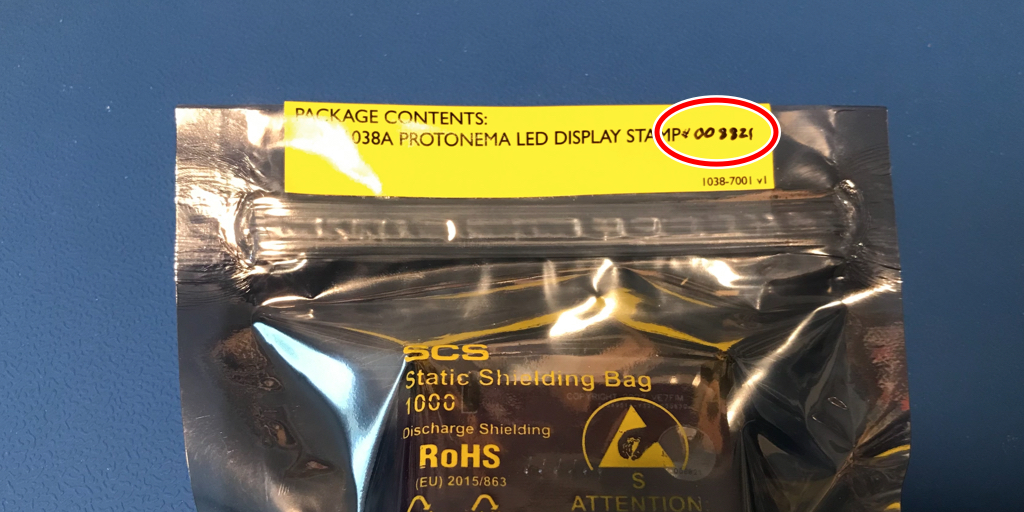 PACKAGE CONTENTS:
038A PROTONEMA LED DISPLAY STAMP# 003321
1038-7001 v1
SCS
Static Shielding Bag
1000
Discharge Shielding
RoHS
(EU) 2015/863
S
ATTENTION